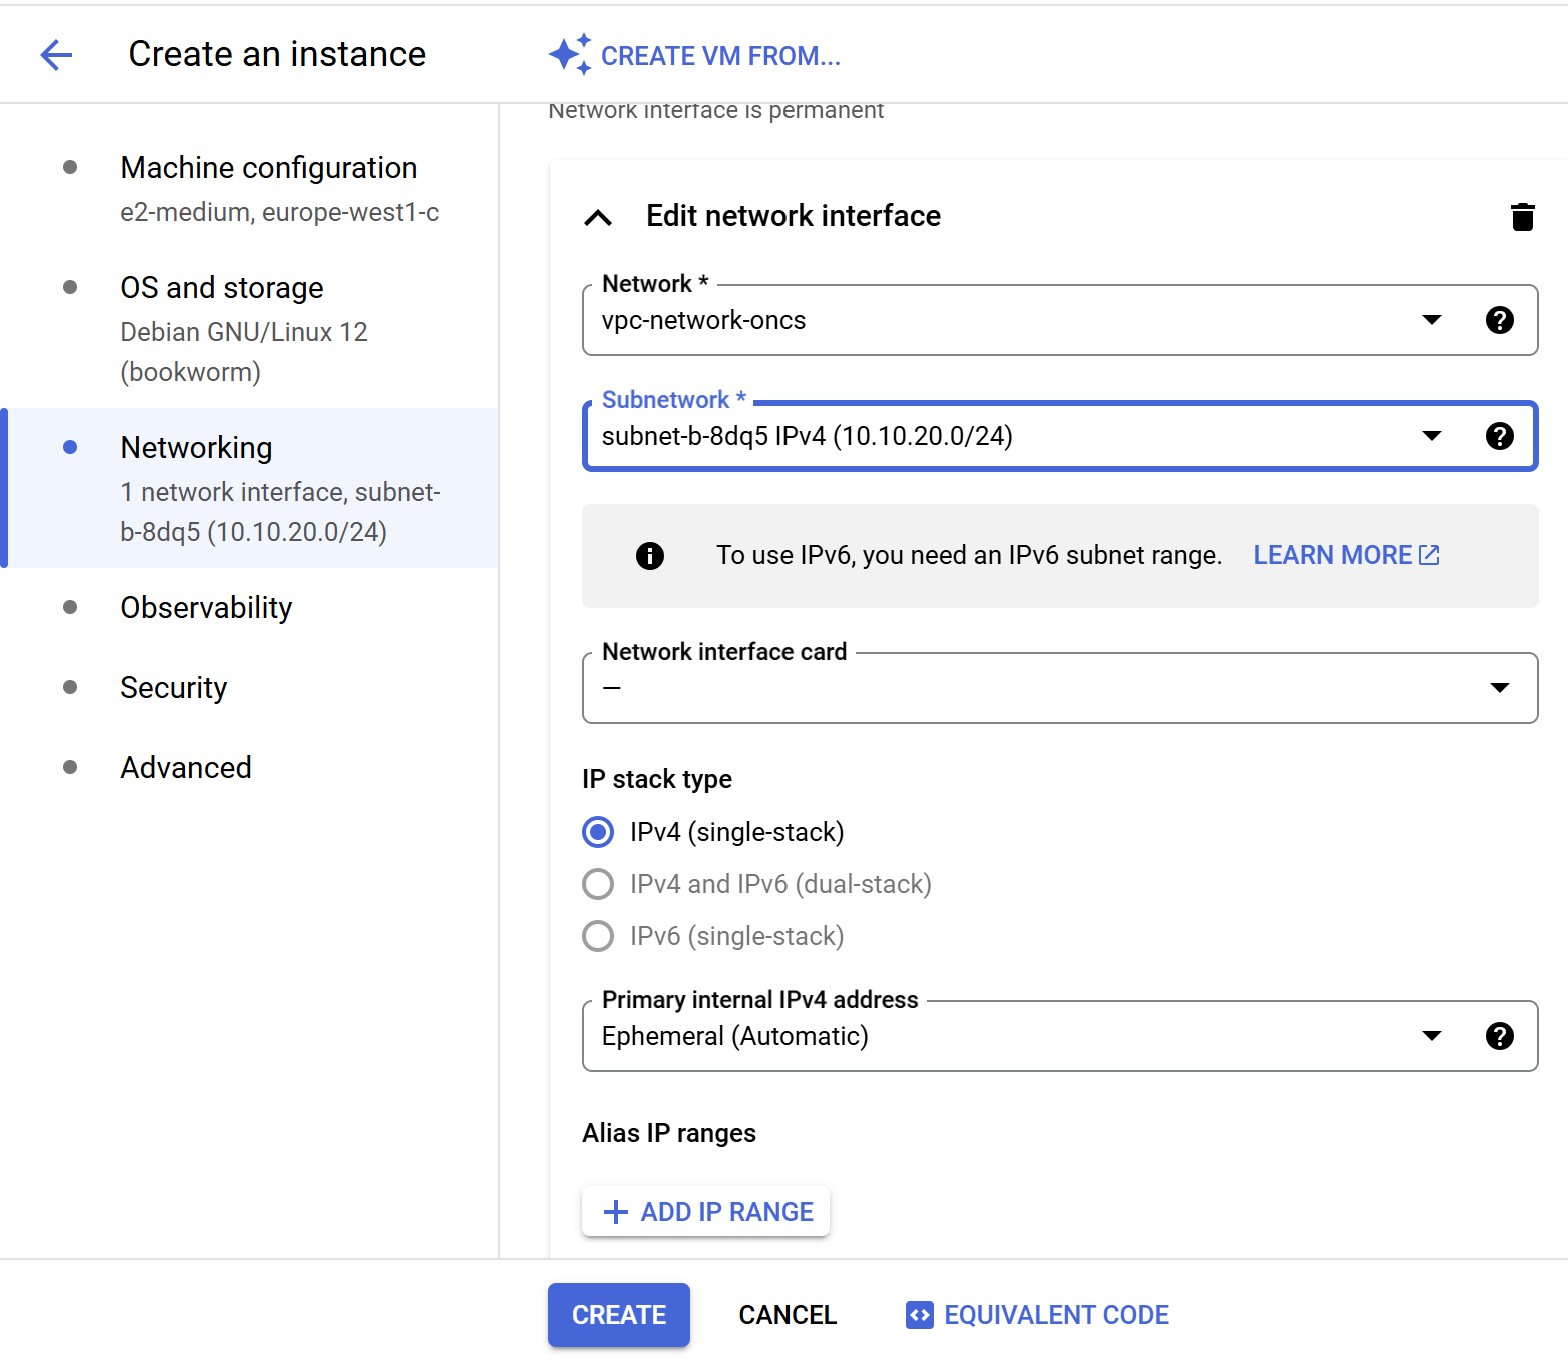 Create an instance
CREATE VM FROM...
Machine configuration
e2-medium, europe-west1-c
OS and storage
Debian GNU/Linux 12
(bookworm)
Networking
1 network interface, subnet-
b-8dq5 (10.10.20.0/24)
Observability
Security
Advanced
Network interface is permanent
Edit network interface
Network *
vpc-network-oncs
Subnetwork *
subnet-b-8dq5 IPv4 (10.10.20.0/24)
To use IPv6, you need an IPv6 subnet range. LEARN MORE
Network interface card
—
IP stack type
IPv4 (single-stack)
IPv4 and IPv6 (dual-stack)
IPv6 (single-stack)
Primary internal IPv4 address
Ephemeral (Automatic)
Alias IP ranges
ADD IP RANGE
CREATE
CANCEL
EQUIVALENT CODE